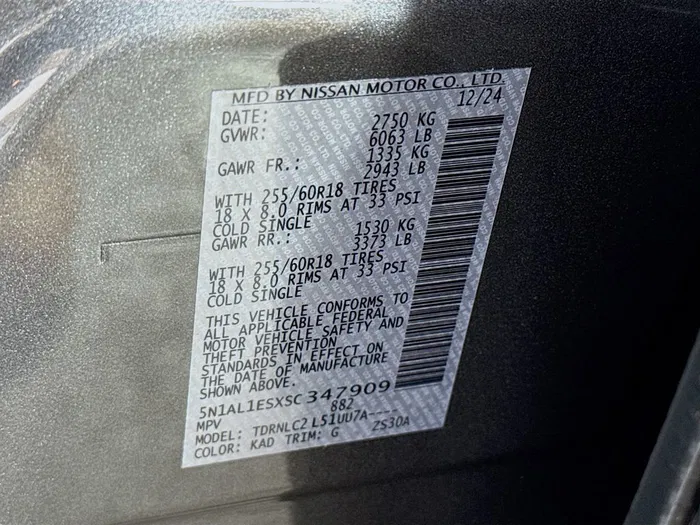 MFD BY NISSAN MOTOR CO., LTD.
DATE: 12/24
GVWR: 2750 KG
6063 LB
GAWR FR.: 1335 KG
2943 LB
WITH 255/60R18 TIRES
18 X 8.0 RIMS AT 33 PSI
COLD SINGLE
GAWR RR.: 1530 KG
3373 LB
WITH 255/60R18 TIRES
18 X 8.0 RIMS AT 33 PSI
COLD SINGLE
THIS VEHICLE CONFORMS TO
ALL APPLICABLE FEDERAL
MOTOR VEHICLE SAFETY AND
THEFT PREVENTION
STANDARDS IN EFFECT ON
THE DATE OF MANUFACTURE
SHOWN ABOVE.
5N1AL1ESXSC347909
MPV 882
MODEL: TDRNLC2 L51UU7A----
COLOR: KAD TRIM: G ZS30A